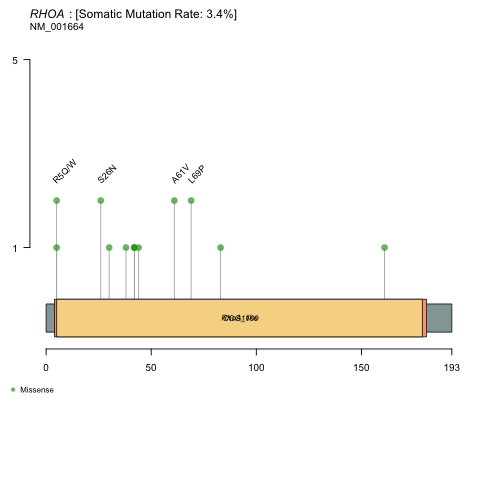 RHOA : [Somatic Mutation Rate: 3.4%]
NM_001664
5
R5Q/W
S26N
A61V
L69P
1
0
50
100
150
193
Missense